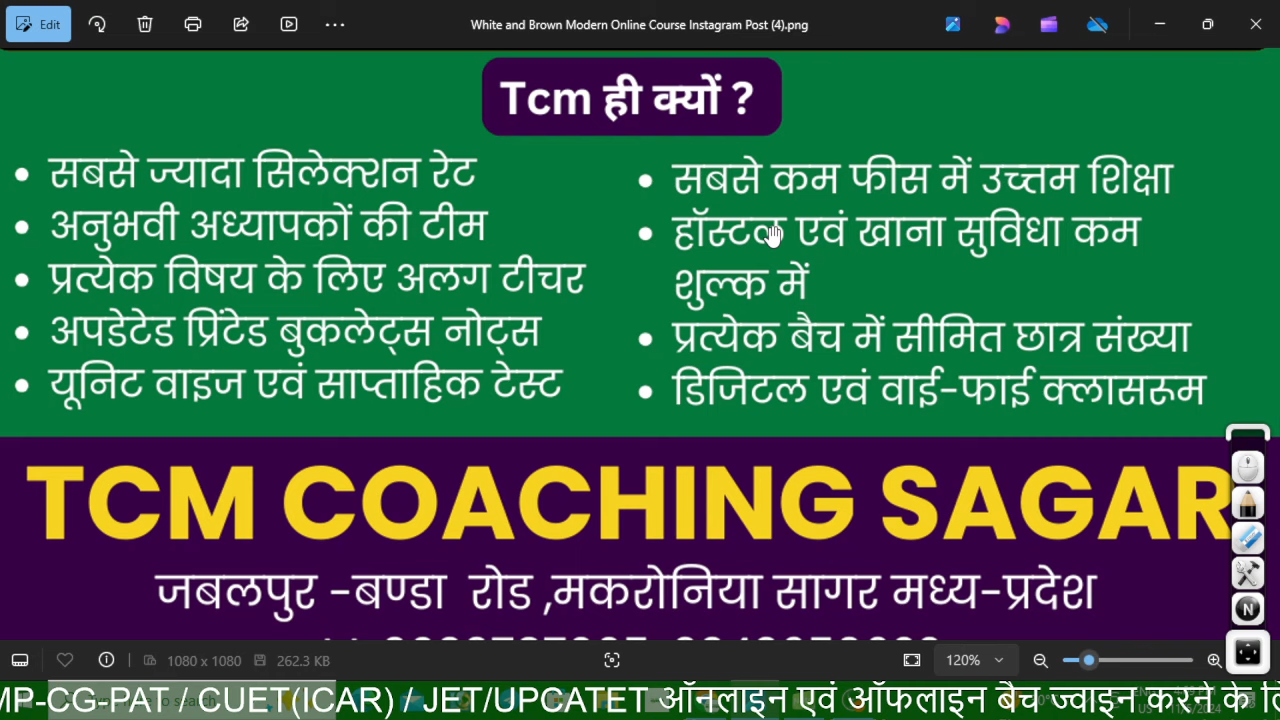 Edit
White and Brown Modern Online Course Instagram Post (4).png
Tcm ही क्यों ?
सबसे ज्यादा सिलेक्शन रेट
अनुभवी अध्यापकों की टीम
प्रत्येक विषय के लिए अलग टीचर
अपडेटेड प्रिंटेड बुकलेट्स नोट्स
यूनिट वाइज एवं साप्ताहिक टेस्ट
सबसे कम फीस में उच्त्तम शिक्षा
हॉस्टल एवं खाना सुविधा कम
शुल्क में
प्रत्येक बैच में सीमित छात्र संख्या
डिजिटल एवं वाई-फाई क्लासरूम
TCM COACHING SAGAR
जबलपुर -बण्डा रोड ,मकरोनिया सागर मध्य-प्रदेश
1080 x 1080
262.3 KB
120%
N
MP-CG-PAT / CUET (ICAR) / JET/UPCATET ऑनलाइन एवं ऑफलाइन बैच ज्वाइन करने के